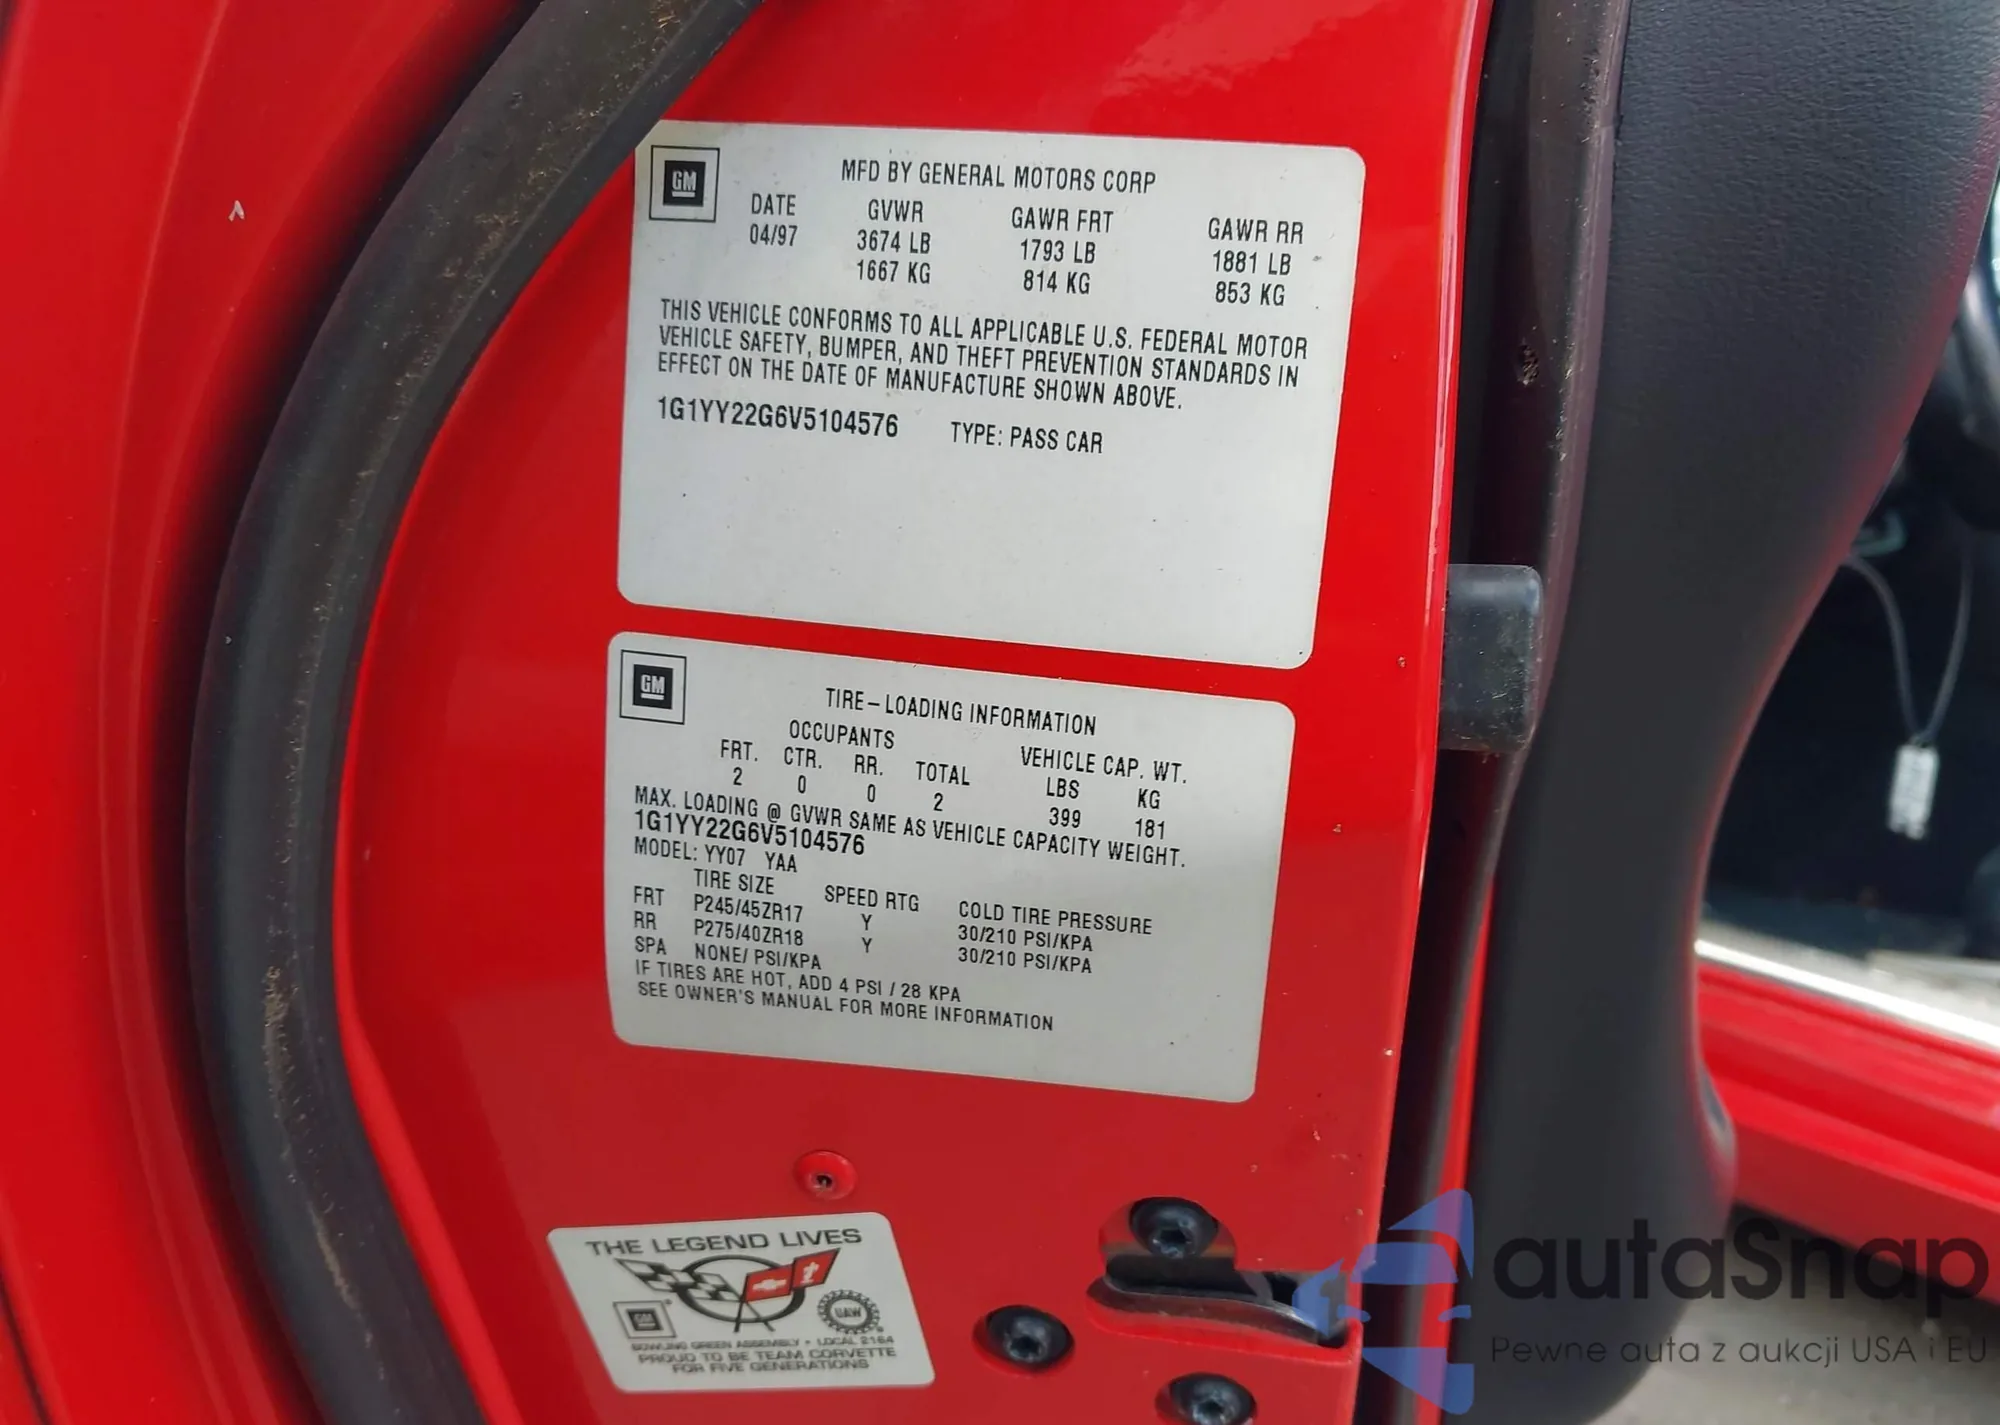 GM
MFD BY GENERAL MOTORS CORP
DATE GVWR GAWR FRT GAWR RR
04/97 3674 LB 1793 LB 1881 LB
1667 KG 814 KG 853 KG
THIS VEHICLE CONFORMS TO ALL APPLICABLE U.S. FEDERAL MOTOR
VEHICLE SAFETY, BUMPER, AND THEFT PREVENTION STANDARDS IN
EFFECT ON THE DATE OF MANUFACTURE SHOWN ABOVE.
1G1YY22G6V5104576 TYPE: PASS CAR
GM
TIRE-LOADING INFORMATION
OCCUPANTS VEHICLE CAP. WT.
FRT. CTR. RR. TOTAL LBS KG
2 0 0 2 399 181
MAX. LOADING @ GVWR SAME AS VEHICLE CAPACITY WEIGHT.
1G1YY22G6V5104576
MODEL: YY07 YAA
TIRE SIZE SPEED RTG COLD TIRE PRESSURE
FRT P245/45ZR17 Y 30/210 PSI/KPA
RR P275/40ZR18 Y 30/210 PSI/KPA
SPA NONE/ PSI/KPA
IF TIRES ARE HOT, ADD 4 PSI / 28 KPA
SEE OWNER'S MANUAL FOR MORE INFORMATION
THE LEGEND LIVES
GM UAW
BOWLING GREEN ASSEMBLY • LOCAL 2164
PROUD TO BE TEAM CORVETTE
FOR FIVE GENERATIONS
autaSnap
Pewne auta z aukcji USA i EU